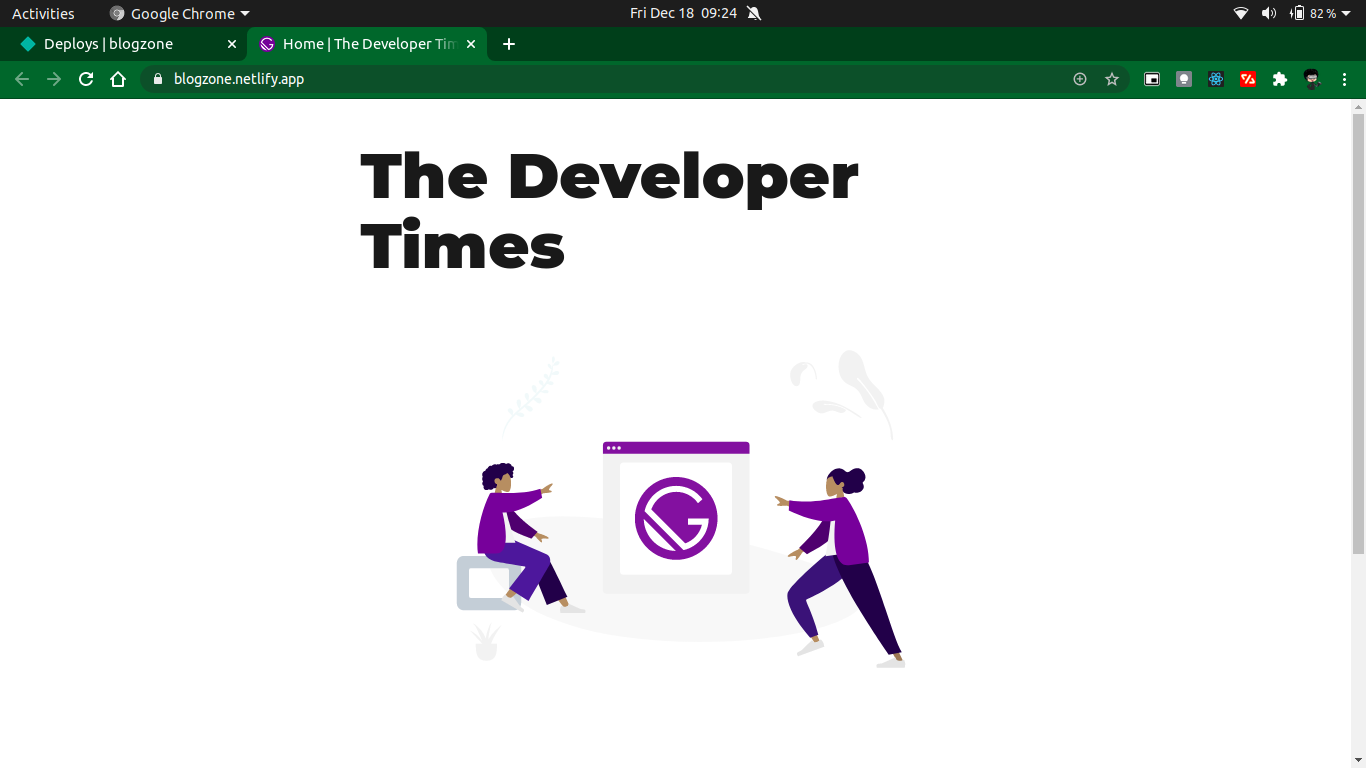 Activities Google Chrome Fri Dec 18 09:24 82 %
Deploys | blogzone Home | The Developer Tim
blogzone.netlify.app
The Developer
Times